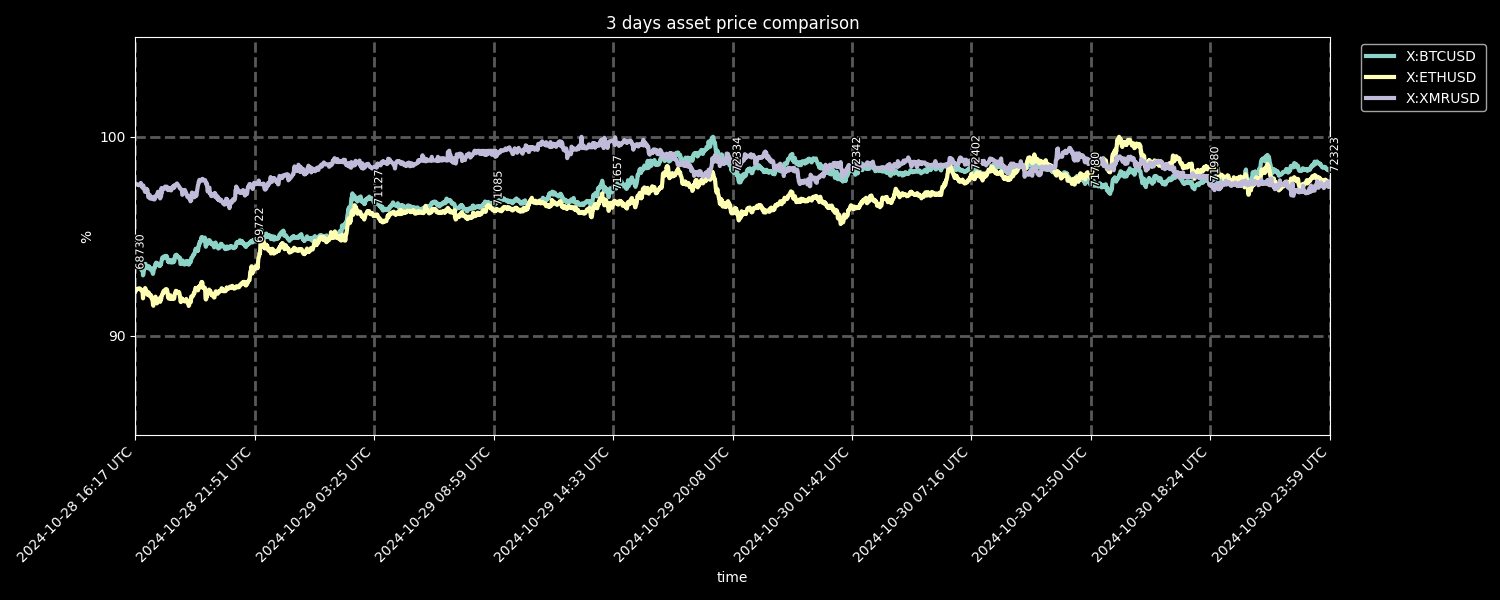 3 days asset price comparison
X:BTCUSD
X:ETHUSD
X:XMRUSD
%
100
90
68730
69722
71127
71085
71657
72334
72342
72402
71980
72323
2024-10-28 16:17 UTC
2024-10-28 21:51 UTC
2024-10-29 03:25 UTC
2024-10-29 08:59 UTC
2024-10-29 14:33 UTC
2024-10-29 20:08 UTC
2024-10-30 01:42 UTC
2024-10-30 07:16 UTC
2024-10-30 12:50 UTC
2024-10-30 18:24 UTC
2024-10-30 23:59 UTC
time